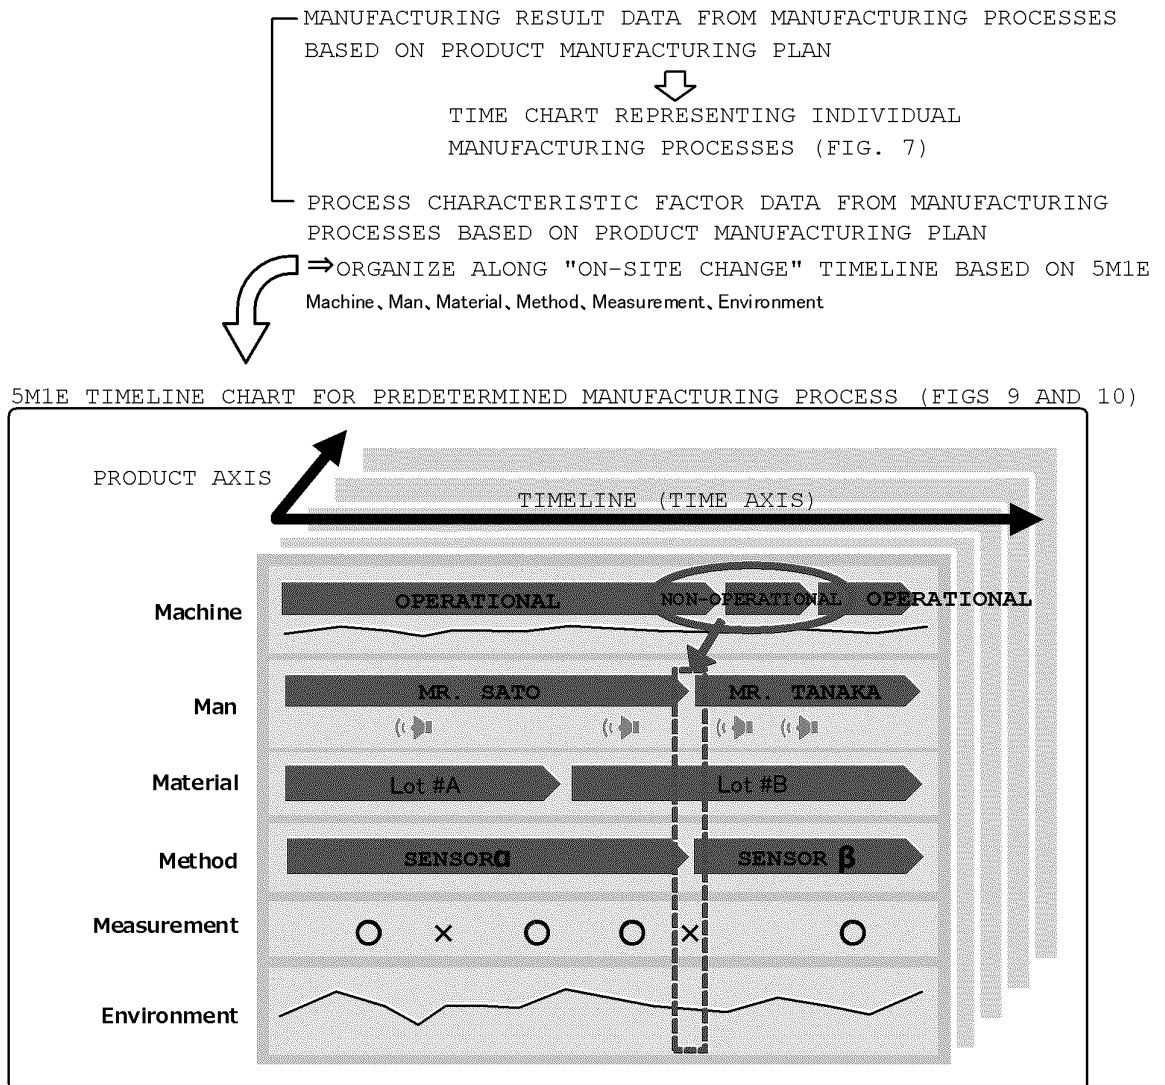 MANUFACTURING RESULT DATA FROM MANUFACTURING PROCESSES
BASED ON PRODUCT MANUFACTURING PLAN
TIME CHART REPRESENTING INDIVIDUAL
MANUFACTURING PROCESSES (FIG. 7)
PROCESS CHARACTERISTIC FACTOR DATA FROM MANUFACTURING
PROCESSES BASED ON PRODUCT MANUFACTURING PLAN
⇒ORGANIZE ALONG "ON-SITE CHANGE" TIMELINE BASED ON 5M1E
Machine、Man、Material、Method、Measurement、Environment
5M1E TIMELINE CHART FOR PREDETERMINED MANUFACTURING PROCESS (FIGS 9 AND 10)
PRODUCT AXIS
TIMELINE (TIME AXIS)
Machine OPERATIONAL NON-OPERATIONAL OPERATIONAL
Man MR. SATO MR. TANAKA
Material Lot #A Lot #B
Method SENSORα SENSOR β
Measurement ○ × ○ ○ × ○
Environment